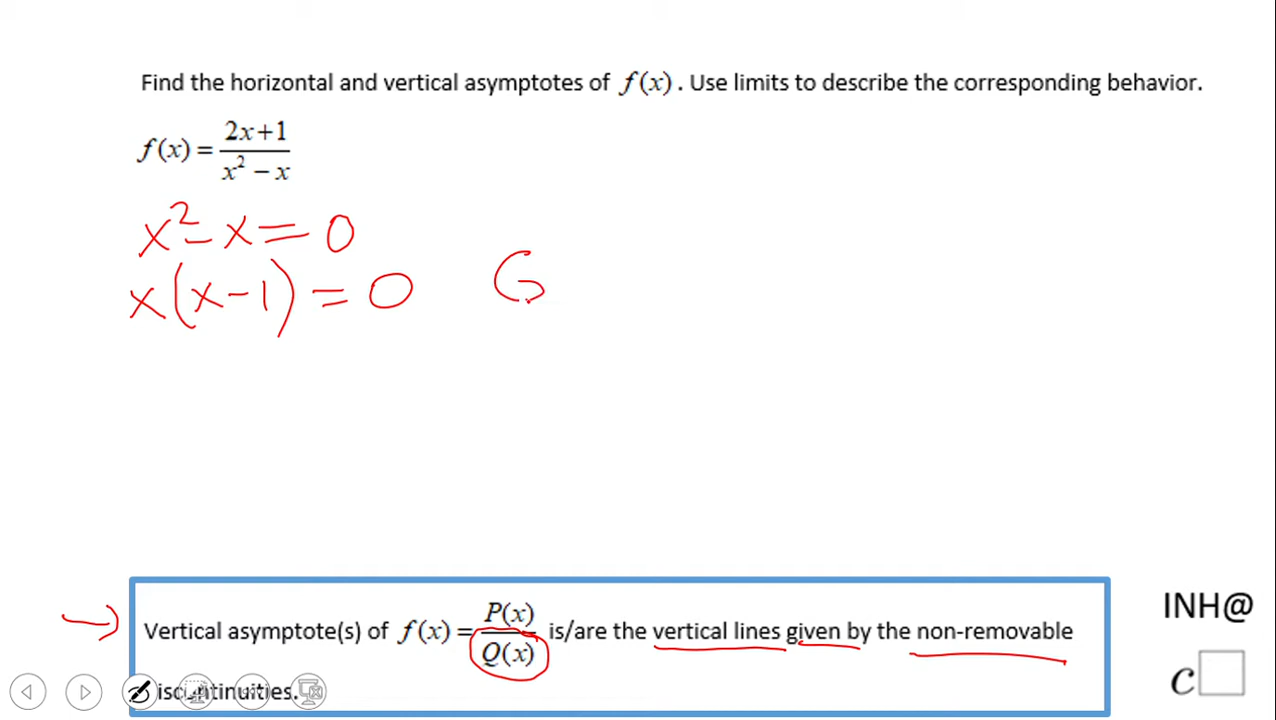 Find the horizontal and vertical asymptotes of f(x). Use limits to describe the corresponding behavior.
f(x) = (2x+1)/(x² − x)
x² − x = 0
x(x−1) = 0 G
Vertical asymptote(s) of f(x) = P(x)/Q(x) is/are the vertical lines given by the non-removable
discontinuities.
INH@
c